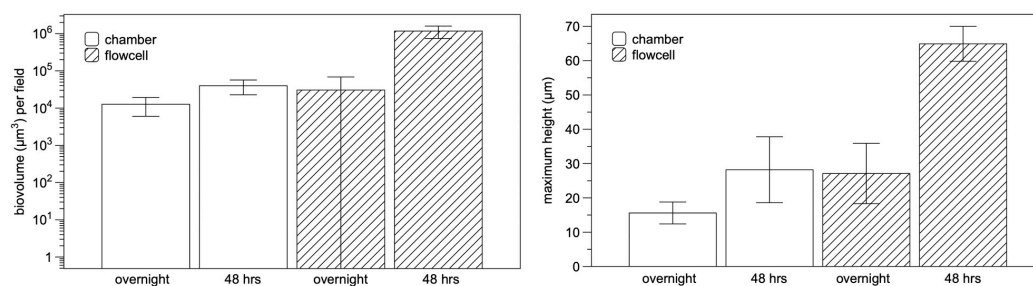 biovolume (μm³) per field
10⁶
10⁵
10⁴
10³
10²
10¹
1
chamber
flowcell
overnight 48 hrs overnight 48 hrs
maximum height (μm)
70
60
50
40
30
20
10
0
chamber
flowcell
overnight 48 hrs overnight 48 hrs